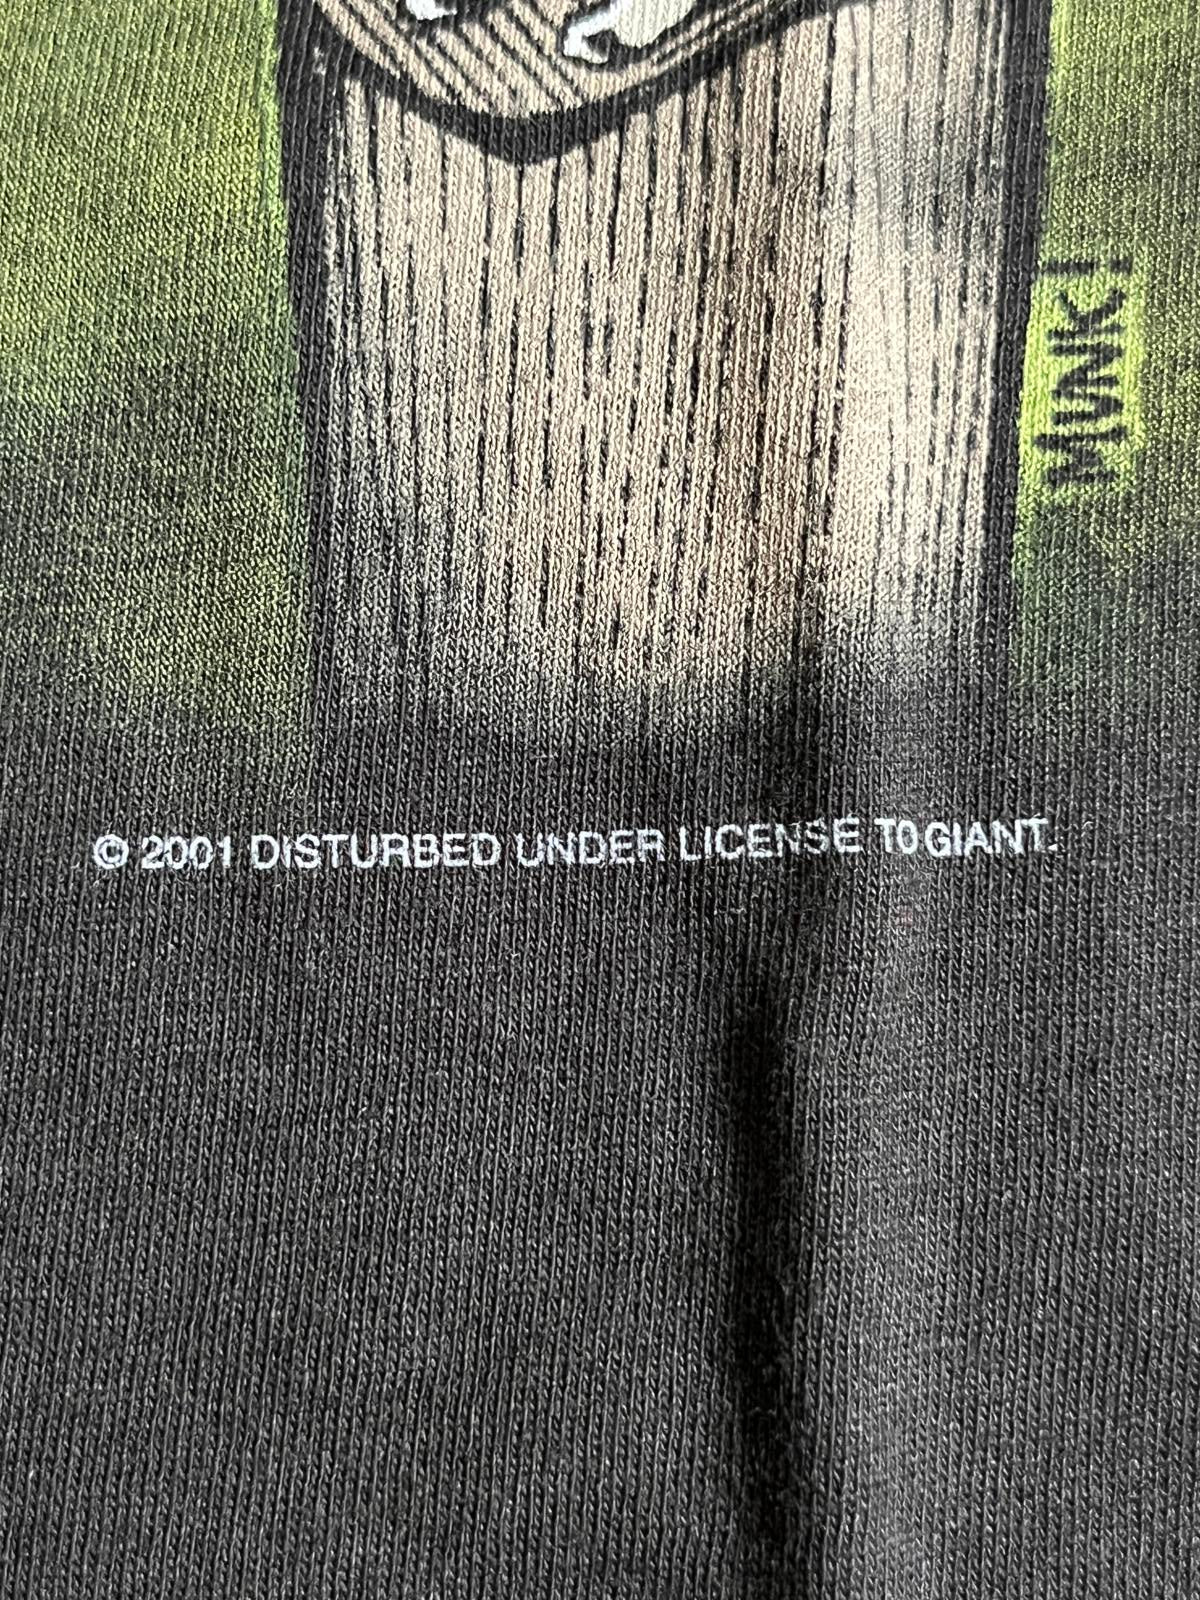 MUNK!
© 2001 DISTURBED UNDER LICENSE TO GIANT.